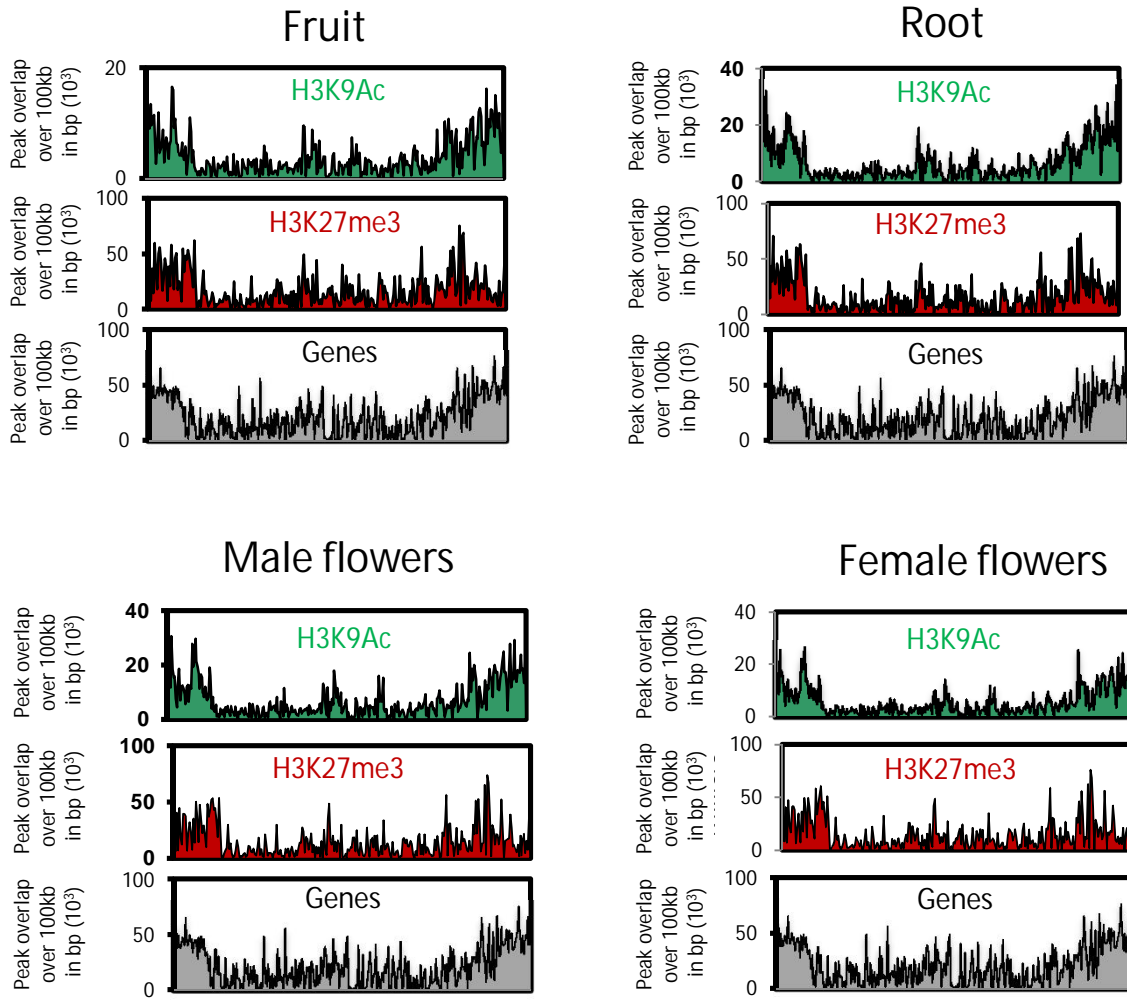 Fruit
Peak overlap
over 100kb
in bp (10³)
20
10
0
H3K9Ac
Peak overlap
over 100kb
in bp (10³)
100
50
0
H3K27me3
Peak overlap
over 100kb
in bp (10³)
100
50
0
Genes
Root
Peak overlap
over 100kb
in bp (10³)
40
20
0
H3K9Ac
Peak overlap
over 100kb
in bp (10³)
100
50
0
H3K27me3
Peak overlap
over 100kb
in bp (10³)
100
50
0
Genes
Male flowers
Peak overlap
over 100kb
in bp (10³)
40
20
0
H3K9Ac
Peak overlap
over 100kb
in bp (10³)
100
50
0
H3K27me3
Peak overlap
over 100kb
in bp (10³)
100
50
0
Genes
Female flowers
Peak overlap
over 100kb
in bp (10³)
40
20
0
H3K9Ac
Peak overlap
over 100kb
in bp (10³)
100
50
0
H3K27me3
Peak overlap
over 100kb
in bp (10³)
100
50
0
Genes